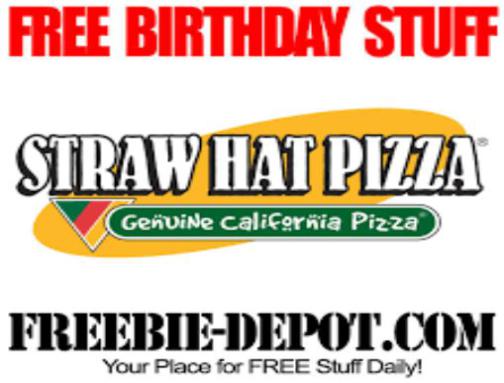 FREE BIRTHDAY STUFF
STRAW HAT PIZZA®
Genuine California Pizza®
FREEBIE-DEPOT.COM
Your Place for FREE Stuff Daily!